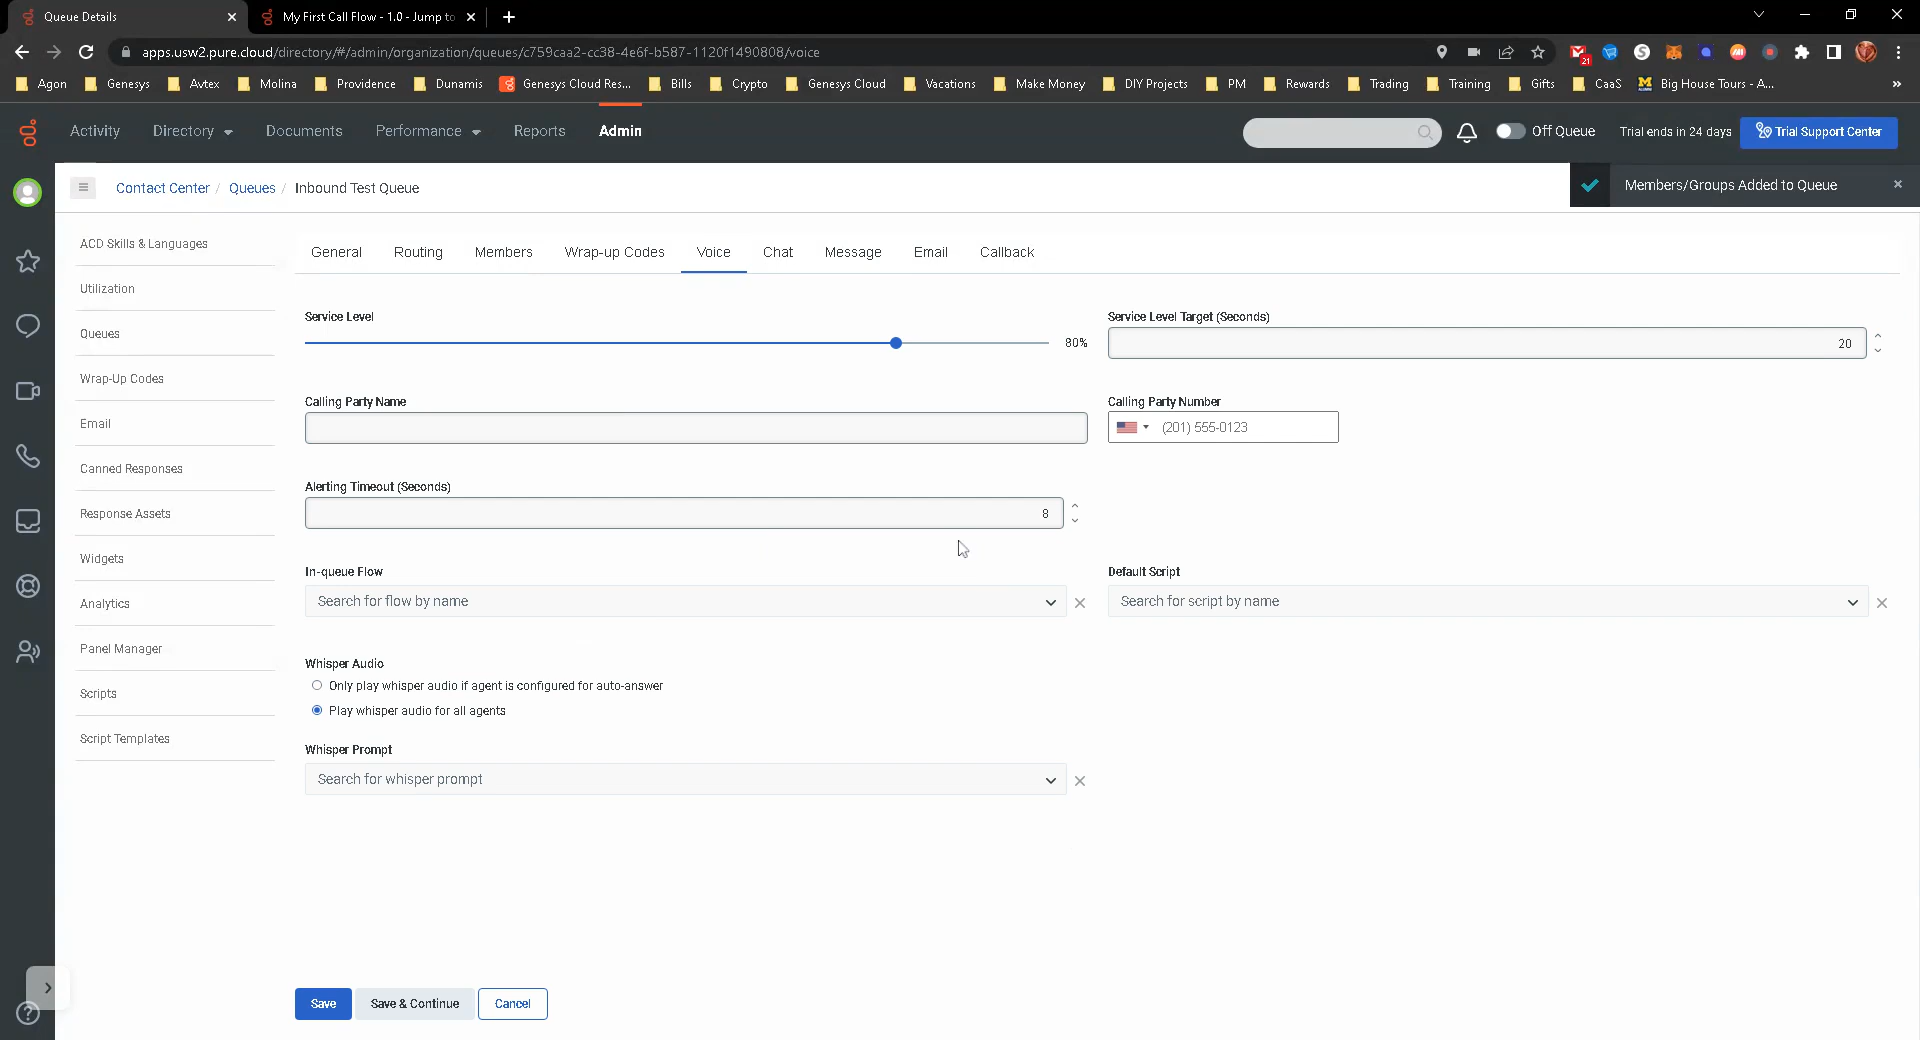 Queue Details
My First Call Flow - 1.0 - Jump to
apps.usw2.pure.cloud/directory/#/admin/organization/queues/c759caa2-cc38-4e6f-b587-1120f1490808/voice
21
Agon
Genesys
Avtex
Molina
Providence
Dunamis
Genesys Cloud Res...
Bills
Crypto
Genesys Cloud
Vacations
Make Money
DIY Projects
PM
Rewards
Trading
Training
Gifts
CaaS
Big House Tours - A...
»
Activity
Directory
Documents
Performance
Reports
Admin
Off Queue
Trial ends in 24 days
Trial Support Center
Contact Center / Queues / Inbound Test Queue
Members/Groups Added to Queue
ACD Skills & Languages
Utilization
Queues
Wrap-Up Codes
Email
Canned Responses
Response Assets
Widgets
Analytics
Panel Manager
Scripts
Script Templates
General
Routing
Members
Wrap-up Codes
Voice
Chat
Message
Email
Callback
Service Level
80%
Service Level Target (Seconds)
20
Calling Party Name
Calling Party Number
(201) 555-0123
Alerting Timeout (Seconds)
8
In-queue Flow
Search for flow by name
Default Script
Search for script by name
Whisper Audio
Only play whisper audio if agent is configured for auto-answer
Play whisper audio for all agents
Whisper Prompt
Search for whisper prompt
Save
Save & Continue
Cancel